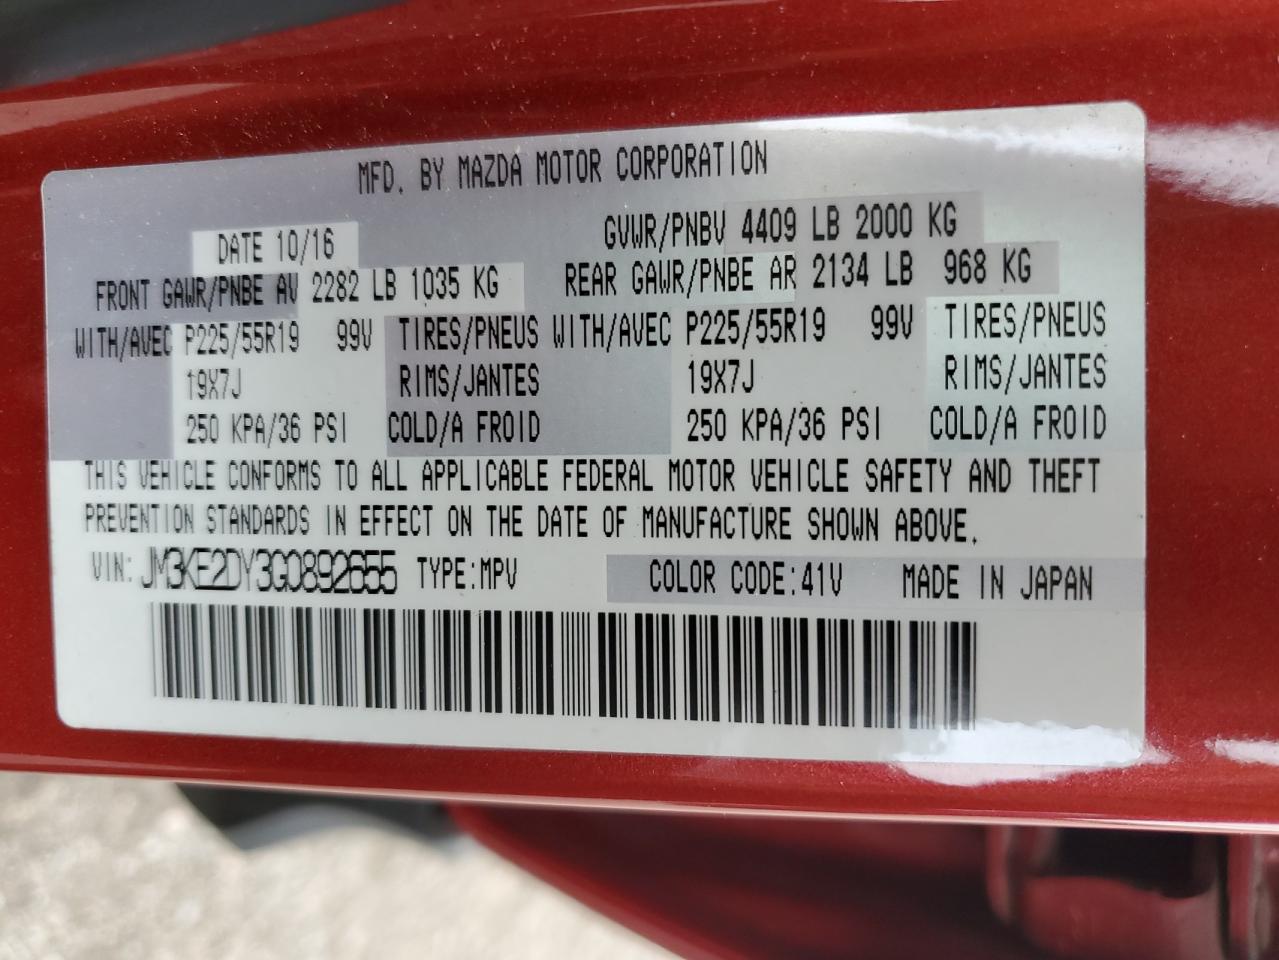 MFD. BY MAZDA MOTOR CORPORATION
DATE 10/16 GVWR/PNBV 4409 LB 2000 KG
FRONT GAWR/PNBE AV 2282 LB 1035 KG REAR GAWR/PNBE AR 2134 LB 968 KG
WITH/AVEC P225/55R19 99V TIRES/PNEUS WITH/AVEC P225/55R19 99V TIRES/PNEUS
19X7J RIMS/JANTES 19X7J RIMS/JANTES
250 KPA/36 PSI COLD/A FROID 250 KPA/36 PSI COLD/A FROID
THIS VEHICLE CONFORMS TO ALL APPLICABLE FEDERAL MOTOR VEHICLE SAFETY AND THEFT
PREVENTION STANDARDS IN EFFECT ON THE DATE OF MANUFACTURE SHOWN ABOVE.
VIN: JM3KE2DY3G0892655 TYPE:MPV COLOR CODE:41V MADE IN JAPAN